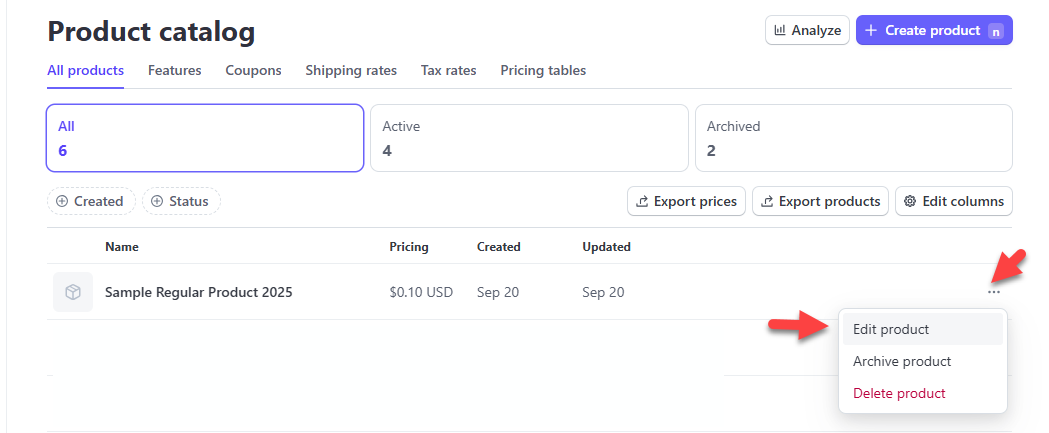 Product catalog
Analyze
Create product n
All products Features Coupons Shipping rates Tax rates Pricing tables
All
6
Active
4
Archived
2
Created Status Export prices Export products Edit columns
Name Pricing Created Updated
Sample Regular Product 2025 $0.10 USD Sep 20 Sep 20
Edit product
Archive product
Delete product